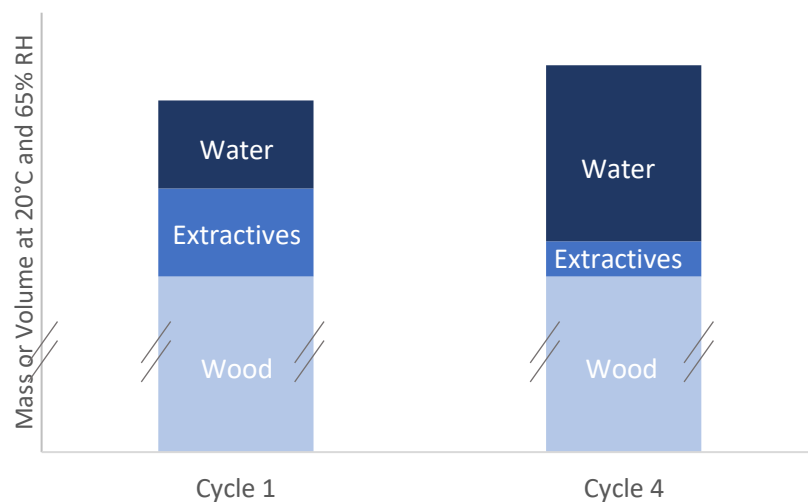 Mass or Volume at 20°C and 65% RH
Water
Extractives
Wood
Water
Extractives
Wood
Cycle 1
Cycle 4